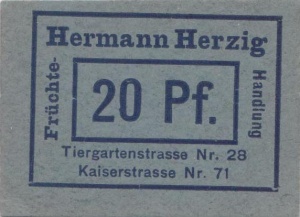 Hermann Herzig
Früchte-
Handlung
20 Pf.
Tiergartenstrasse Nr. 28
Kaiserstrasse Nr. 71